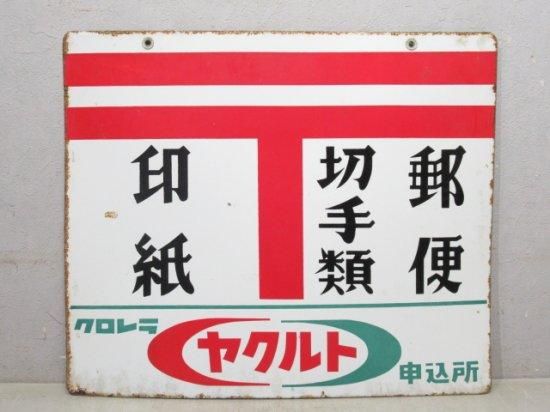 郵便
切手類
印紙
クロレラ
ヤクルト
申込所